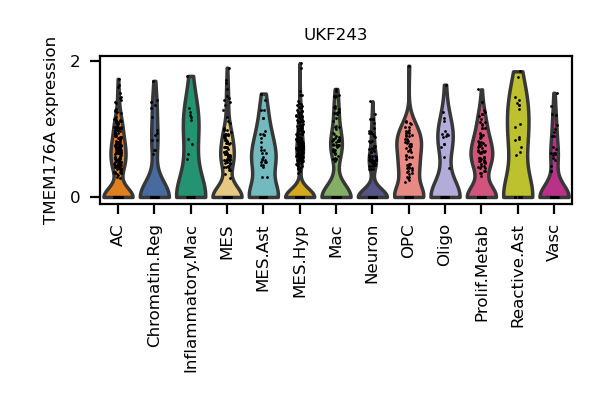 UKF243
TMEM176A expression
2
0
AC
Chromatin.Reg
Inflammatory.Mac
MES
MES.Ast
MES.Hyp
Mac
Neuron
OPC
Oligo
Prolif.Metab
Reactive.Ast
Vasc